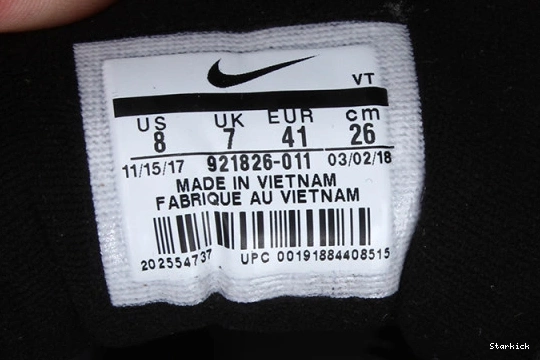 VT
US UK EUR cm
8 7 41 26
11/15/17 921826-011 03/02/18
MADE IN VIETNAM
FABRIQUE AU VIETNAM
202554737 UPC 00191884408515
Starkick